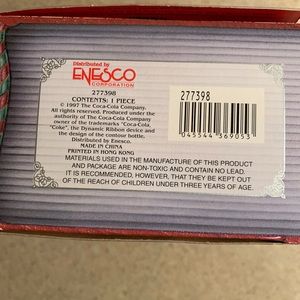 Distributed by
ENESCO
CORPORATION
277398
CONTENTS: 1 PIECE
© 1997 The Coca-Cola Company.
All rights reserved. Produced under the
authority of The Coca-Cola Company
owner of the trademarks "Coca-Cola,
"Coke", the Dynamic Ribbon device and
the design of the contour bottle.
Distributed by Enesco.
MADE IN CHINA
PRINTED IN HONG KONG
277398
045544 369053
MATERIALS USED IN THE MANUFACTURE OF THIS PRODUCT
AND PACKAGE ARE NON-TOXIC AND CONTAIN NO LEAD.
IT IS RECOMMENDED, HOWEVER, THAT THEY BE KEPT OUT
OF THE REACH OF CHILDREN UNDER THREE YEARS OF AGE.